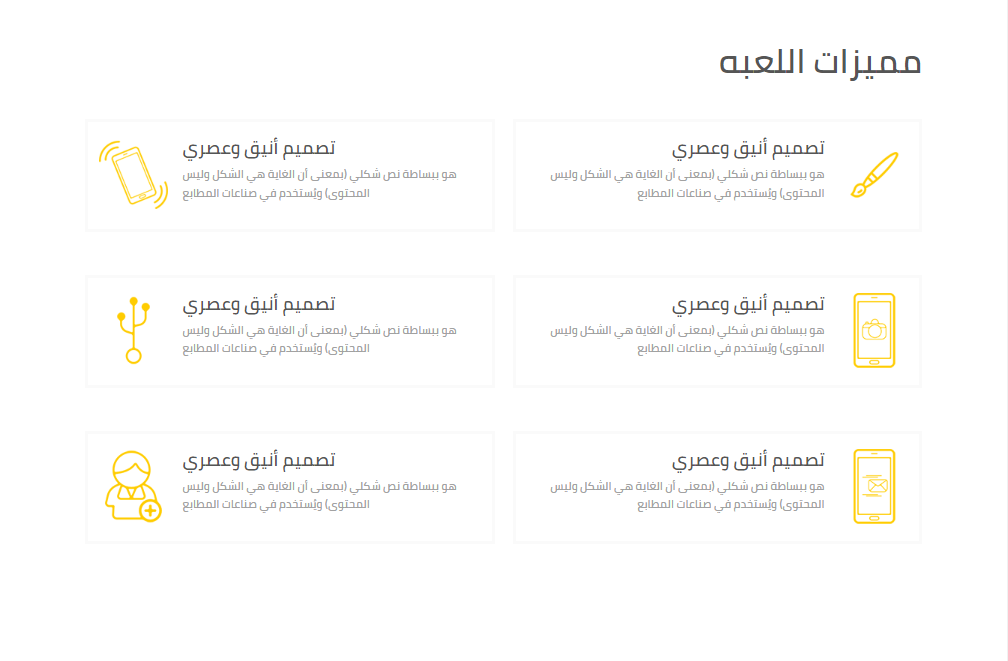 مميزات اللعبه
تصميم أنيق وعصري
هو ببساطة نص شكلي (بمعنى أن الغاية هي الشكل وليس
المحتوى) ويُستخدم في صناعات المطابع
تصميم أنيق وعصري
هو ببساطة نص شكلي (بمعنى أن الغاية هي الشكل وليس
المحتوى) ويُستخدم في صناعات المطابع
تصميم أنيق وعصري
هو ببساطة نص شكلي (بمعنى أن الغاية هي الشكل وليس
المحتوى) ويُستخدم في صناعات المطابع
تصميم أنيق وعصري
هو ببساطة نص شكلي (بمعنى أن الغاية هي الشكل وليس
المحتوى) ويُستخدم في صناعات المطابع
تصميم أنيق وعصري
هو ببساطة نص شكلي (بمعنى أن الغاية هي الشكل وليس
المحتوى) ويُستخدم في صناعات المطابع
تصميم أنيق وعصري
هو ببساطة نص شكلي (بمعنى أن الغاية هي الشكل وليس
المحتوى) ويُستخدم في صناعات المطابع